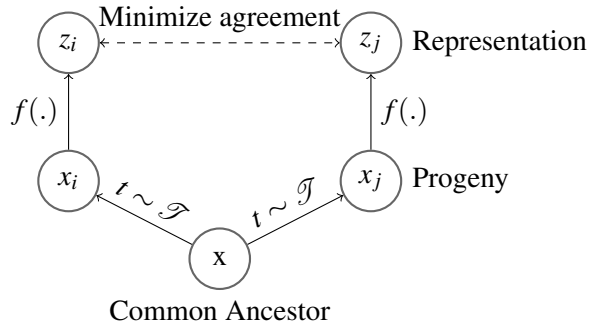 Minimize agreement
z_i z_j Representation
f(.) f(.)
x_i x_j Progeny
t ∼ 𝒯 t ∼ 𝒯
x
Common Ancestor